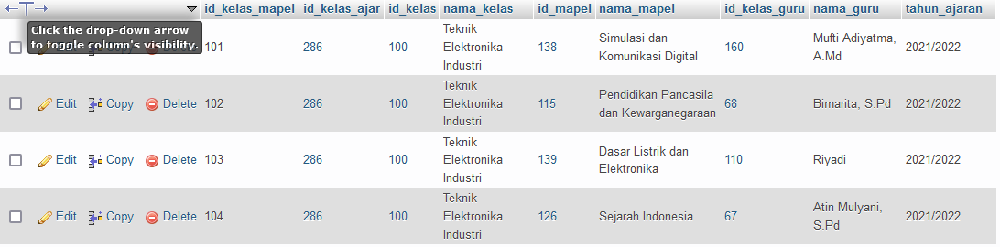 id_kelas_mapel id_kelas_ajar id_kelas nama_kelas id_mapel nama_mapel id_kelas_guru nama_guru tahun_ajaran
Click the drop-down arrow
to toggle column's visibility.
101 286 100 Teknik Elektronika Industri 138 Simulasi dan Komunikasi Digital 160 Mufti Adiyatma, A.Md 2021/2022
Edit Copy Delete 102 286 100 Teknik Elektronika Industri 115 Pendidikan Pancasila dan Kewarganegaraan 68 Bimarita, S.Pd 2021/2022
Edit Copy Delete 103 286 100 Teknik Elektronika Industri 139 Dasar Listrik dan Elektronika 110 Riyadi 2021/2022
Edit Copy Delete 104 286 100 Teknik Elektronika Industri 126 Sejarah Indonesia 67 Atin Mulyani, S.Pd 2021/2022